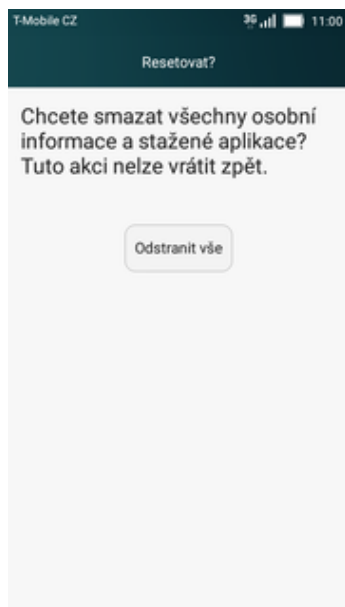 T-Mobile CZ 3G 11:00
Resetovat?
Chcete smazat všechny osobní
informace a stažené aplikace?
Tuto akci nelze vrátit zpět.
Odstranit vše